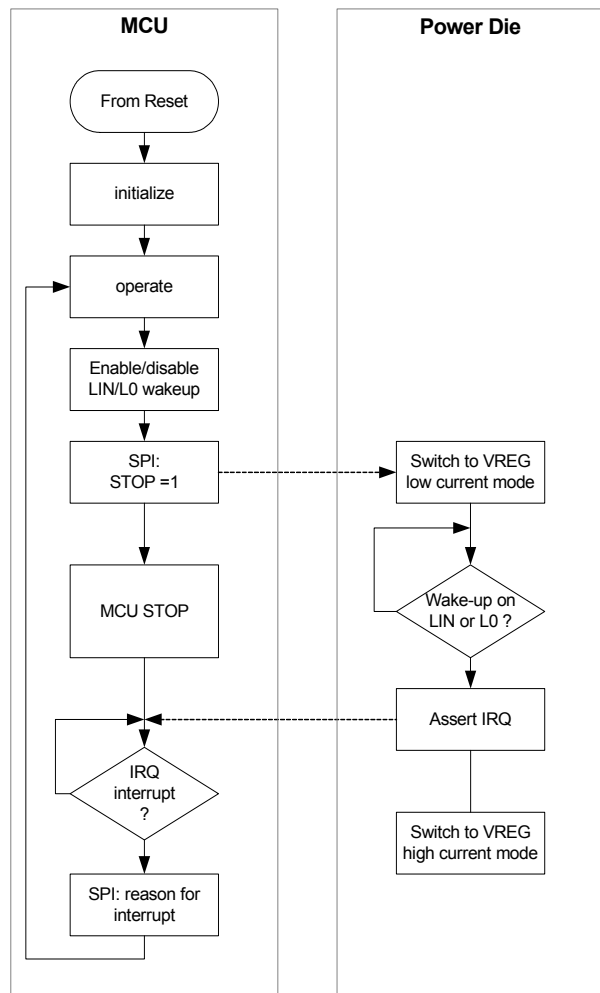 MCU
Power Die
From Reset
initialize
operate
Enable/disable
LIN/L0 wakeup
SPI:
STOP =1
Switch to VREG
low current mode
MCU STOP
Wake-up on
LIN or L0 ?
Assert IRQ
IRQ
interrupt
?
Switch to VREG
high current mode
SPI: reason for
interrupt